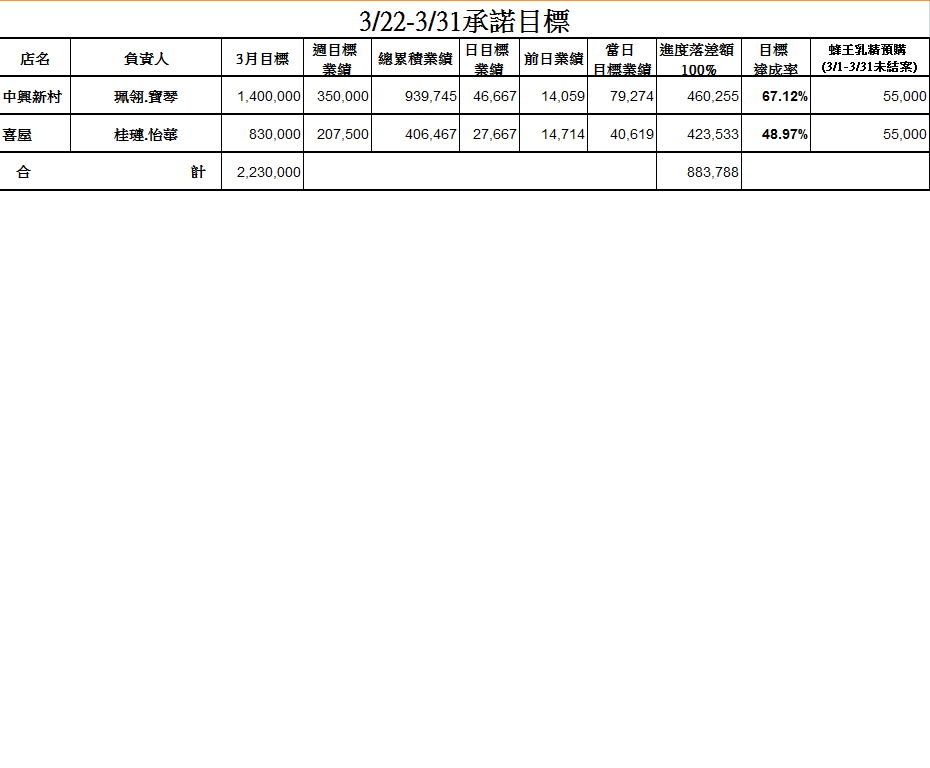 3/22-3/31承諾目標
店名 負責人 3月目標 週目標業績 總累積業績 日目標業績 前日業績 當日目標業績 進度落差額100% 目標達成率 蜂王乳精預購(3/1-3/31未結案)
中興新村 珮翎.寶琴 1,400,000 350,000 939,745 46,667 14,059 79,274 460,255 67.12% 55,000
喜屋 桂璉.怡華 830,000 207,500 406,467 27,667 14,714 40,619 423,533 48.97% 55,000
合計 2,230,000 883,788